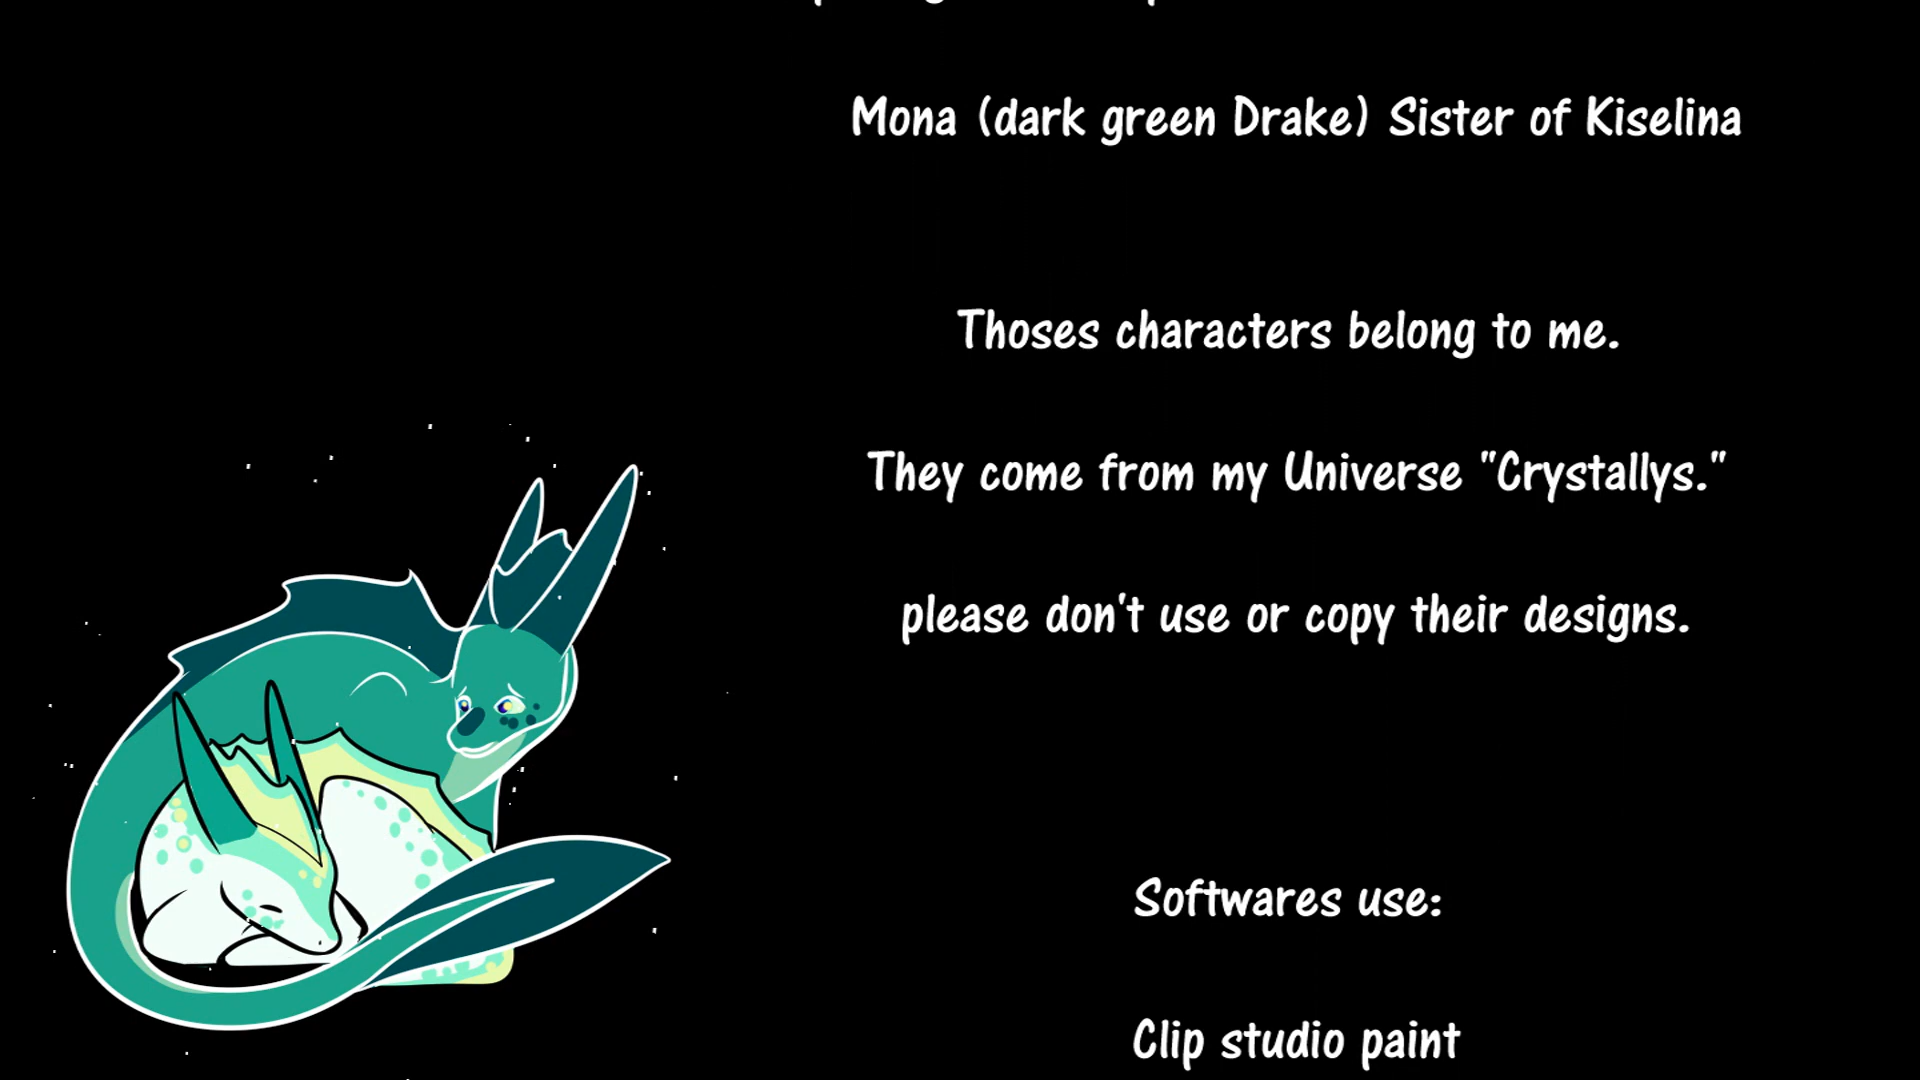 Mona (dark green Drake) Sister of Kiselina
Thoses characters belong to me.
They come from my Universe "Crystallys."
please don't use or copy their designs.
Softwares use:
Clip studio paint